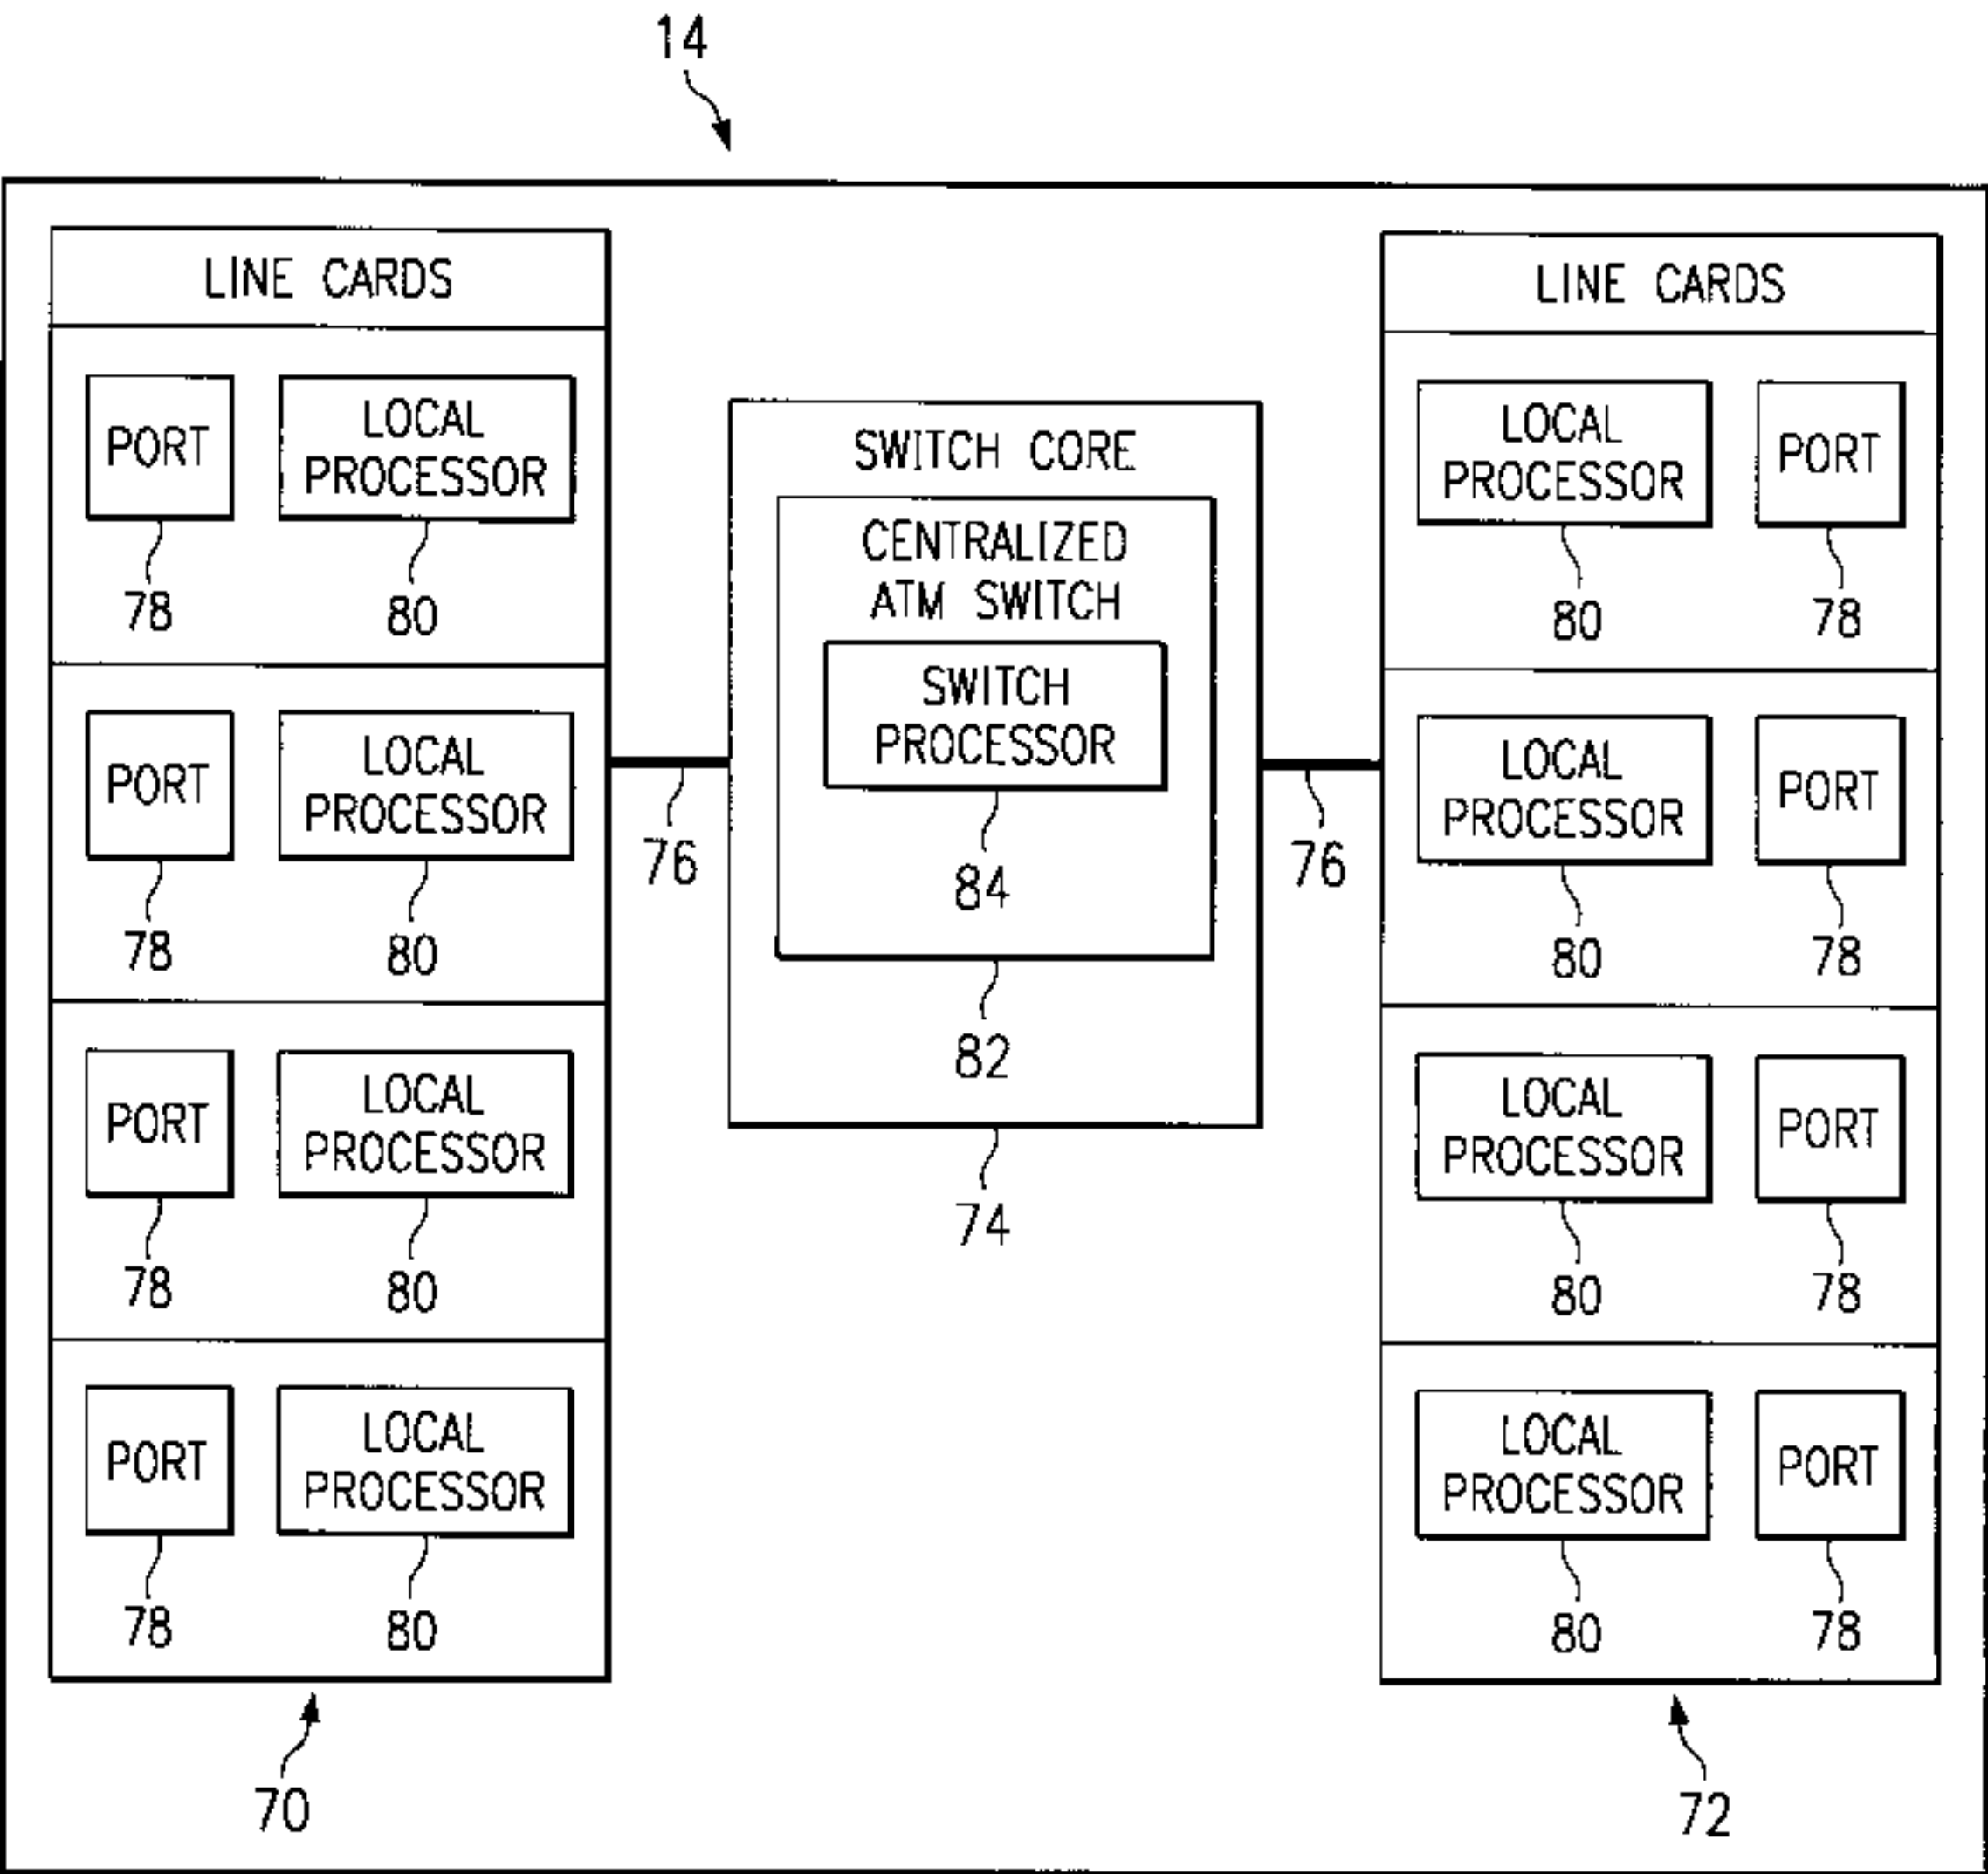 14
LINE CARDS
PORT
LOCAL
PROCESSOR
78
80
PORT
LOCAL
PROCESSOR
78
80
PORT
LOCAL
PROCESSOR
78
80
PORT
LOCAL
PROCESSOR
78
80
70
76
SWITCH CORE
CENTRALIZED
ATM SWITCH
SWITCH
PROCESSOR
84
82
74
76
LINE CARDS
LOCAL
PROCESSOR
PORT
80
78
LOCAL
PROCESSOR
PORT
80
78
LOCAL
PROCESSOR
PORT
80
78
LOCAL
PROCESSOR
PORT
80
78
72